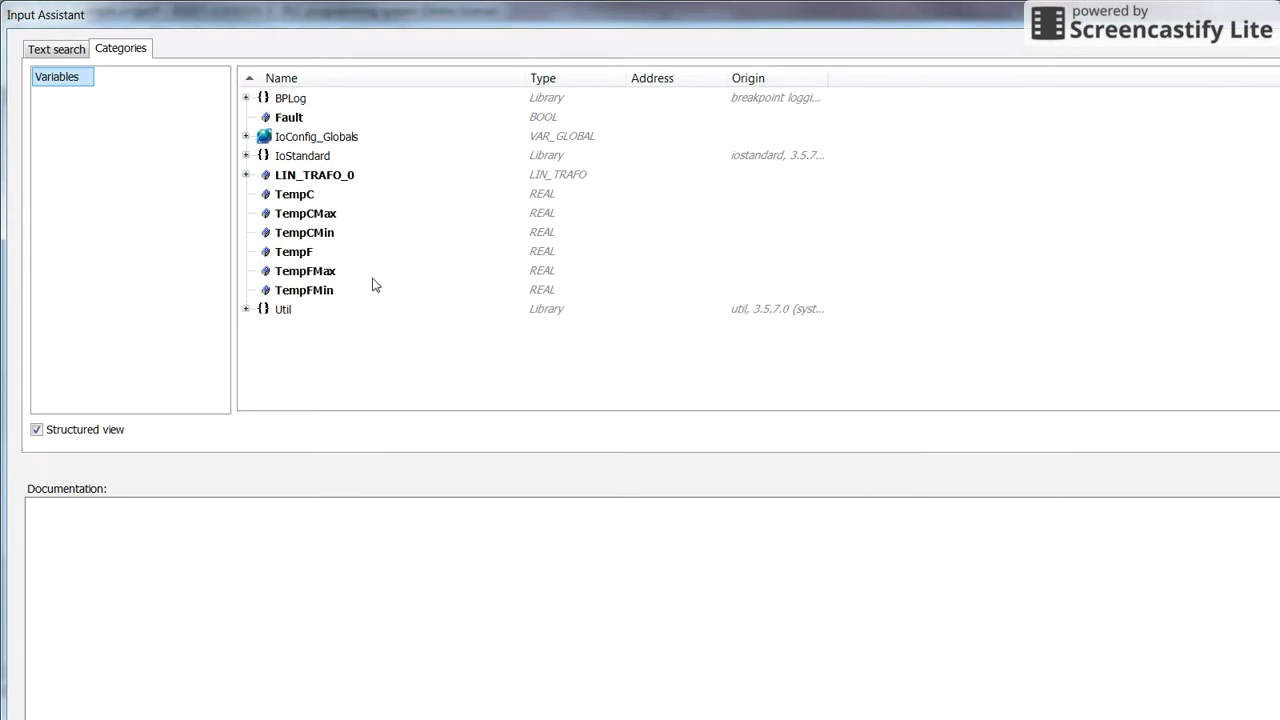 Input Assistant
powered by
Screencastify Lite
Text search Categories
Variables
Name Type Address Origin
BPLog Library breakpoint loggi...
Fault BOOL
IoConfig_Globals VAR_GLOBAL
IoStandard Library iostandard, 3.5.7...
LIN_TRAFO_0 LIN_TRAFO
TempC REAL
TempCMax REAL
TempCMin REAL
TempF REAL
TempFMax REAL
TempFMin REAL
Util Library util, 3.5.7.0 (syst...
Structured view
Documentation: